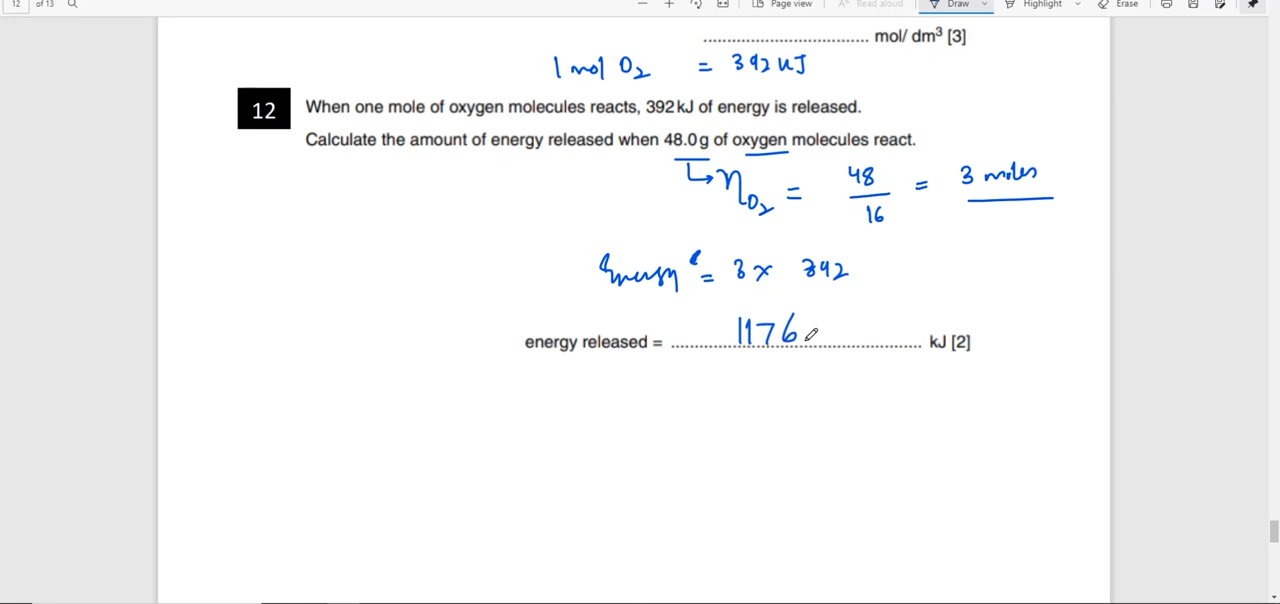 12 of 13 Page view Read aloud Draw Highlight Erase
mol/ dm³ [3]
1 mol O₂ = 392 kJ
12 When one mole of oxygen molecules reacts, 392 kJ of energy is released.
Calculate the amount of energy released when 48.0 g of oxygen molecules react.
nO₂ = 48/16 = 3 moles
Energy = 3 x 392
1176
energy released = ................ kJ [2]